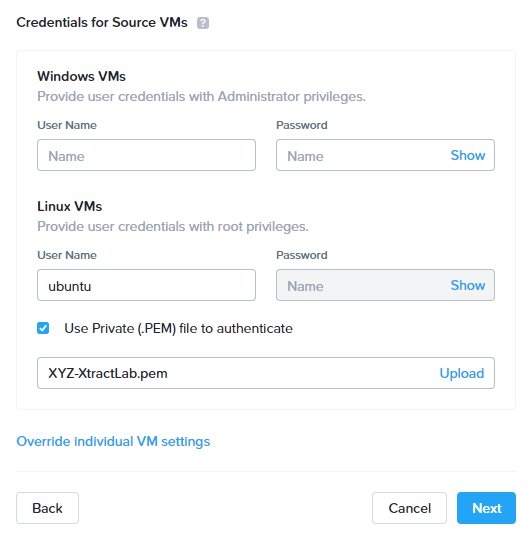 Credentials for Source VMs ?
Windows VMs
Provide user credentials with Administrator privileges.
User Name Password
Name Name Show
Linux VMs
Provide user credentials with root privileges.
User Name Password
ubuntu Name Show
Use Private (.PEM) file to authenticate
XYZ-XtractLab.pem Upload
Override individual VM settings
Back Cancel Next